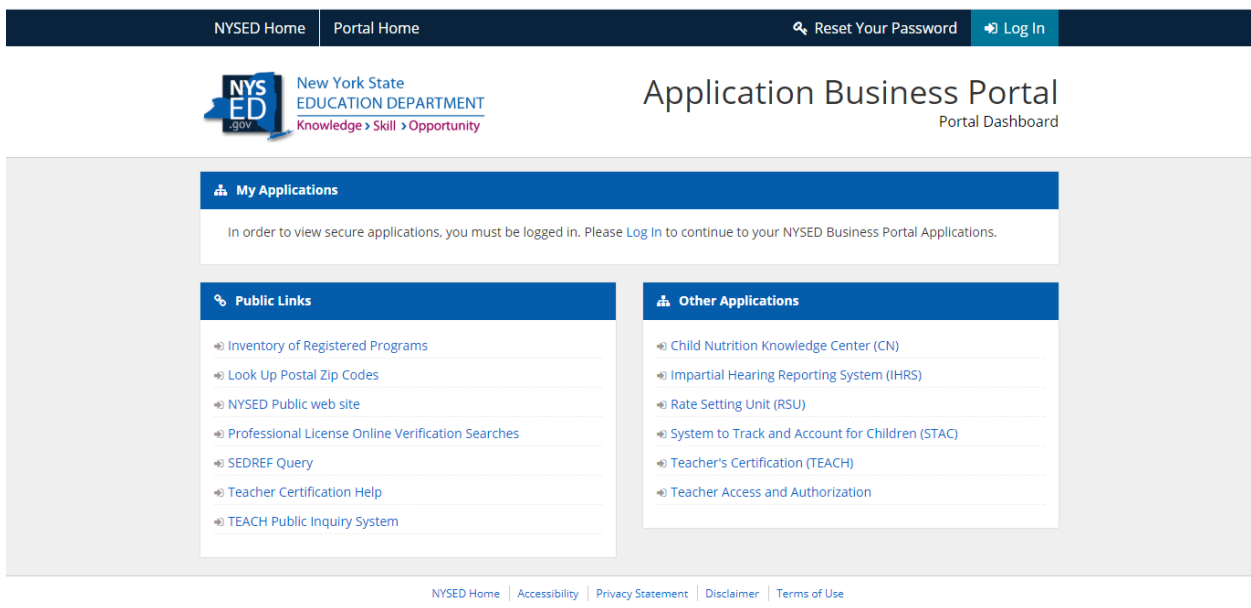 NYSED Home
Portal Home
Reset Your Password
Log In
NYS
ED
.gov
New York State
EDUCATION DEPARTMENT
Knowledge > Skill > Opportunity
Application Business Portal
Portal Dashboard
My Applications
In order to view secure applications, you must be logged in. Please Log In to continue to your NYSED Business Portal Applications.
Public Links
Inventory of Registered Programs
Look Up Postal Zip Codes
NYSED Public web site
Professional License Online Verification Searches
SEDREF Query
Teacher Certification Help
TEACH Public Inquiry System
Other Applications
Child Nutrition Knowledge Center (CN)
Impartial Hearing Reporting System (IHRS)
Rate Setting Unit (RSU)
System to Track and Account for Children (STAC)
Teacher's Certification (TEACH)
Teacher Access and Authorization
NYSED Home | Accessibility | Privacy Statement | Disclaimer | Terms of Use